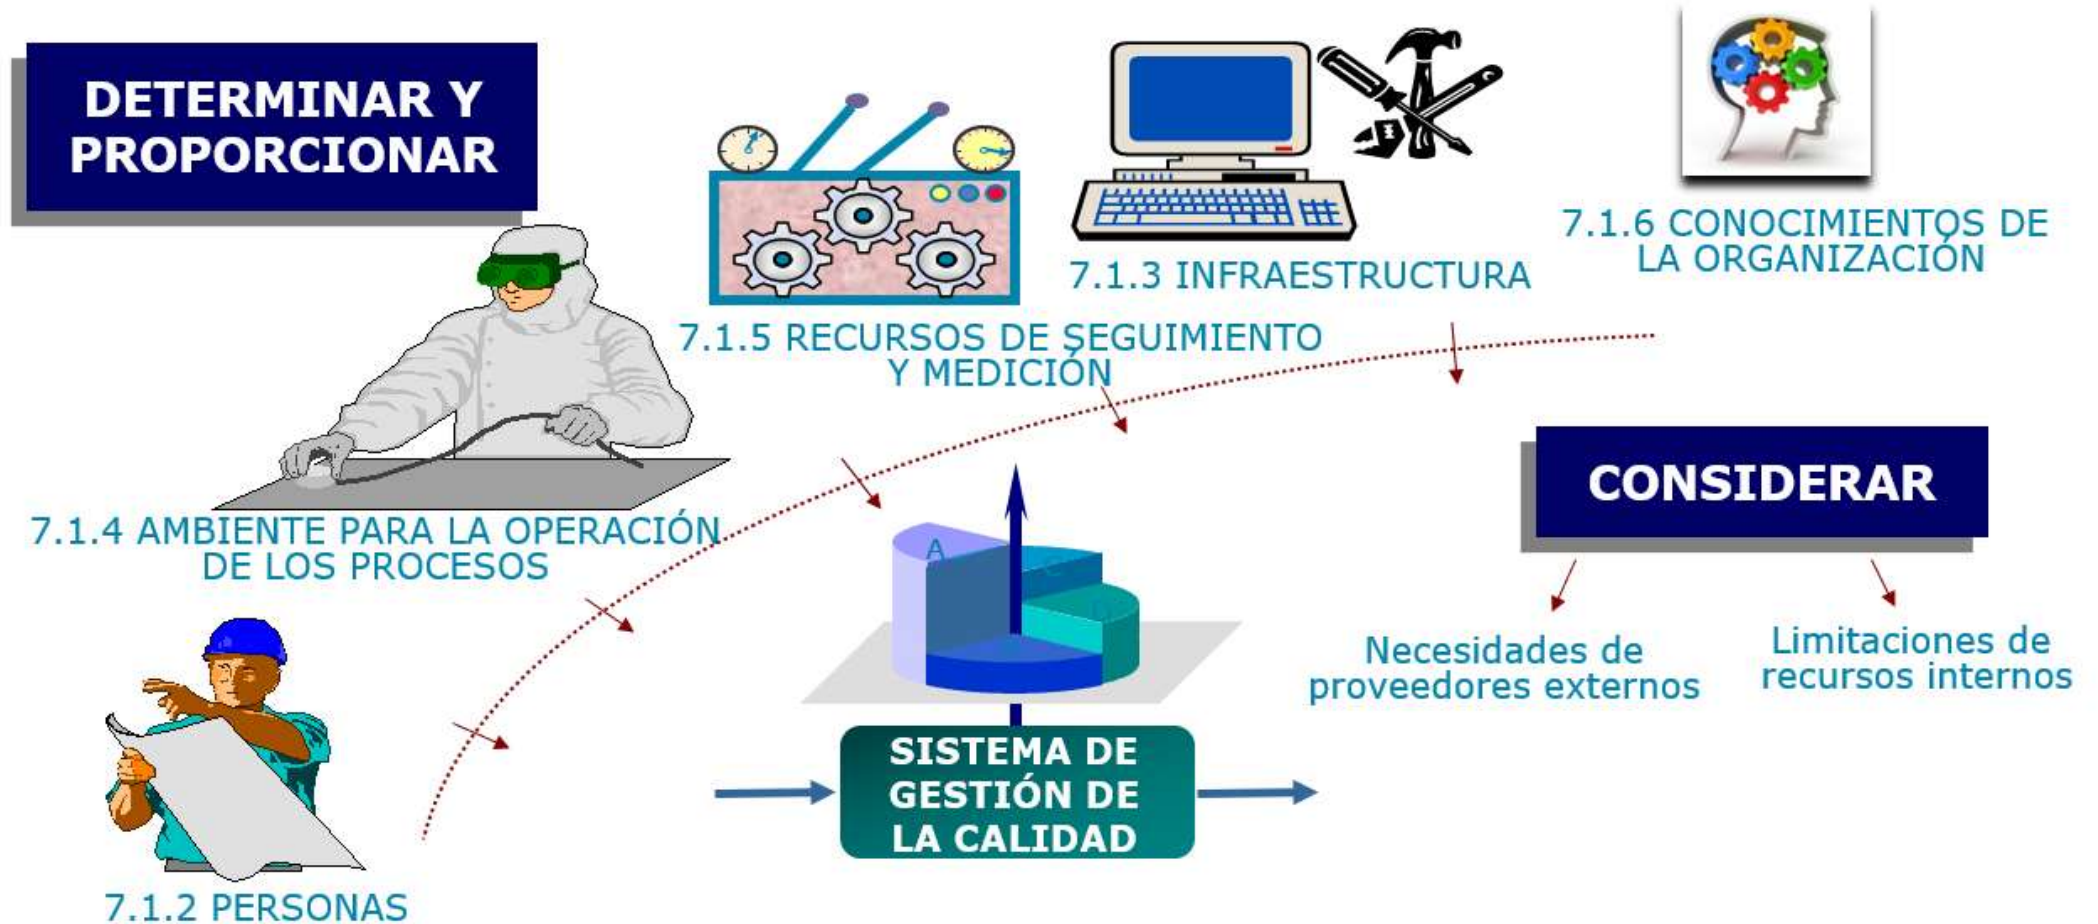 DETERMINAR Y
PROPORCIONAR
7.1.6 CONOCIMIENTOS DE
LA ORGANIZACIÓN
7.1.3 INFRAESTRUCTURA
7.1.5 RECURSOS DE SEGUIMIENTO
Y MEDICIÓN
7.1.4 AMBIENTE PARA LA OPERACIÓN
DE LOS PROCESOS
CONSIDERAR
A
C
Necesidades de
proveedores externos
Limitaciones de
recursos internos
SISTEMA DE
GESTIÓN DE
LA CALIDAD
7.1.2 PERSONAS